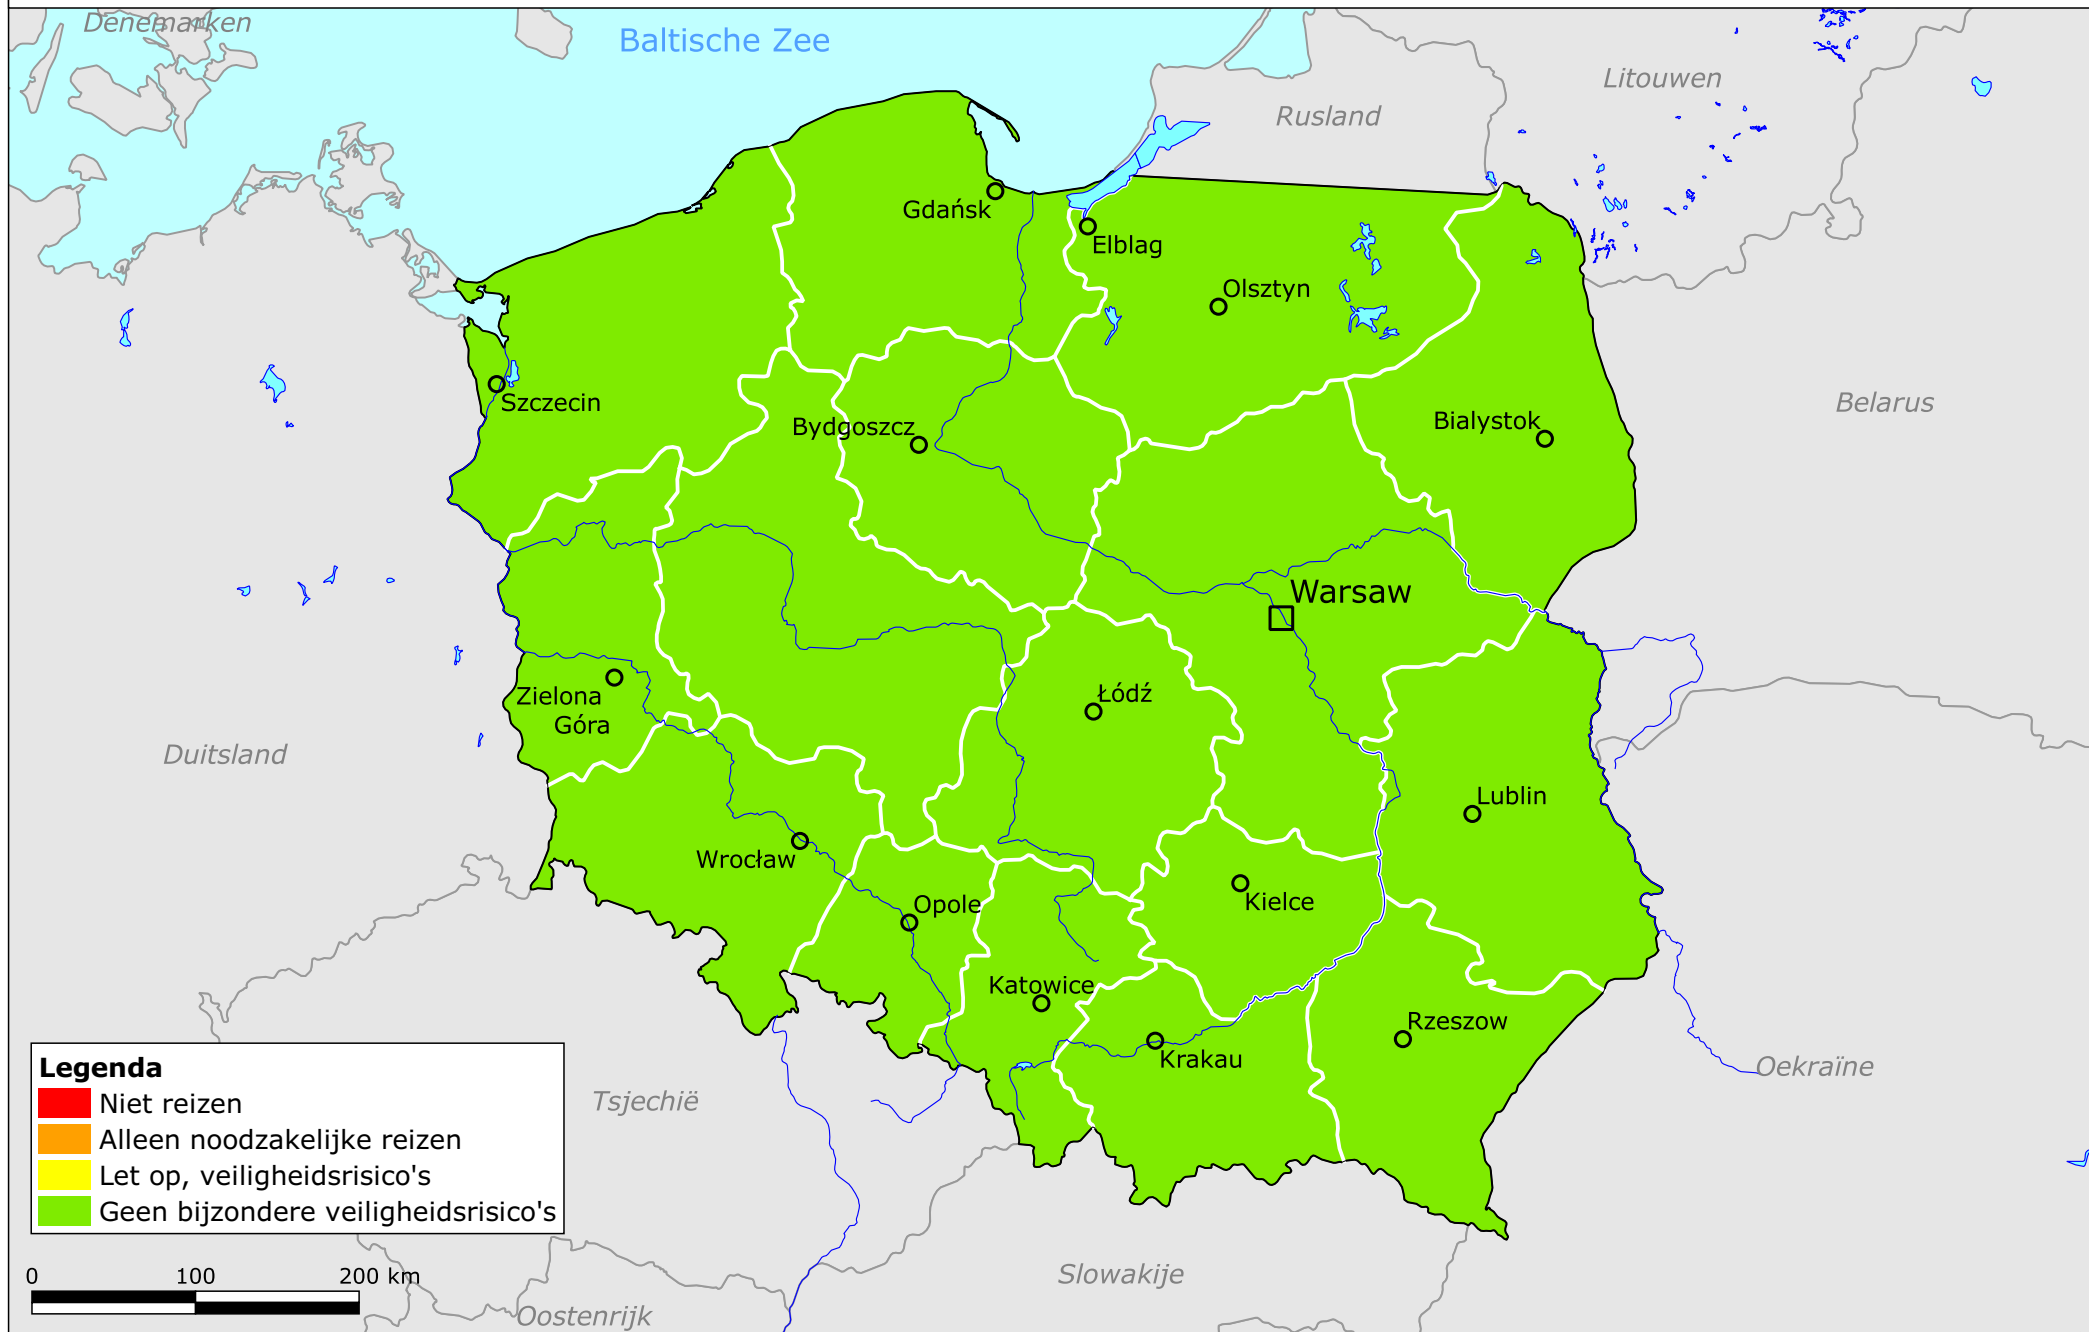 Denemarken
Baltische Zee
Litouwen
Rusland
Gdańsk
Elblag
Olsztyn
Szczecin
Bydgoszcz
Bialystok
Belarus
Warsaw
Zielona
Góra
Łódź
Duitsland
Lublin
Wrocław
Opole
Kielce
Katowice
Rzeszow
Krakau
Oekraïne
Tsjechië
Legenda
Niet reizen
Alleen noodzakelijke reizen
Let op, veiligheidsrisico's
Geen bijzondere veiligheidsrisico's
0 100 200 km
Slowakije
Oostenrijk